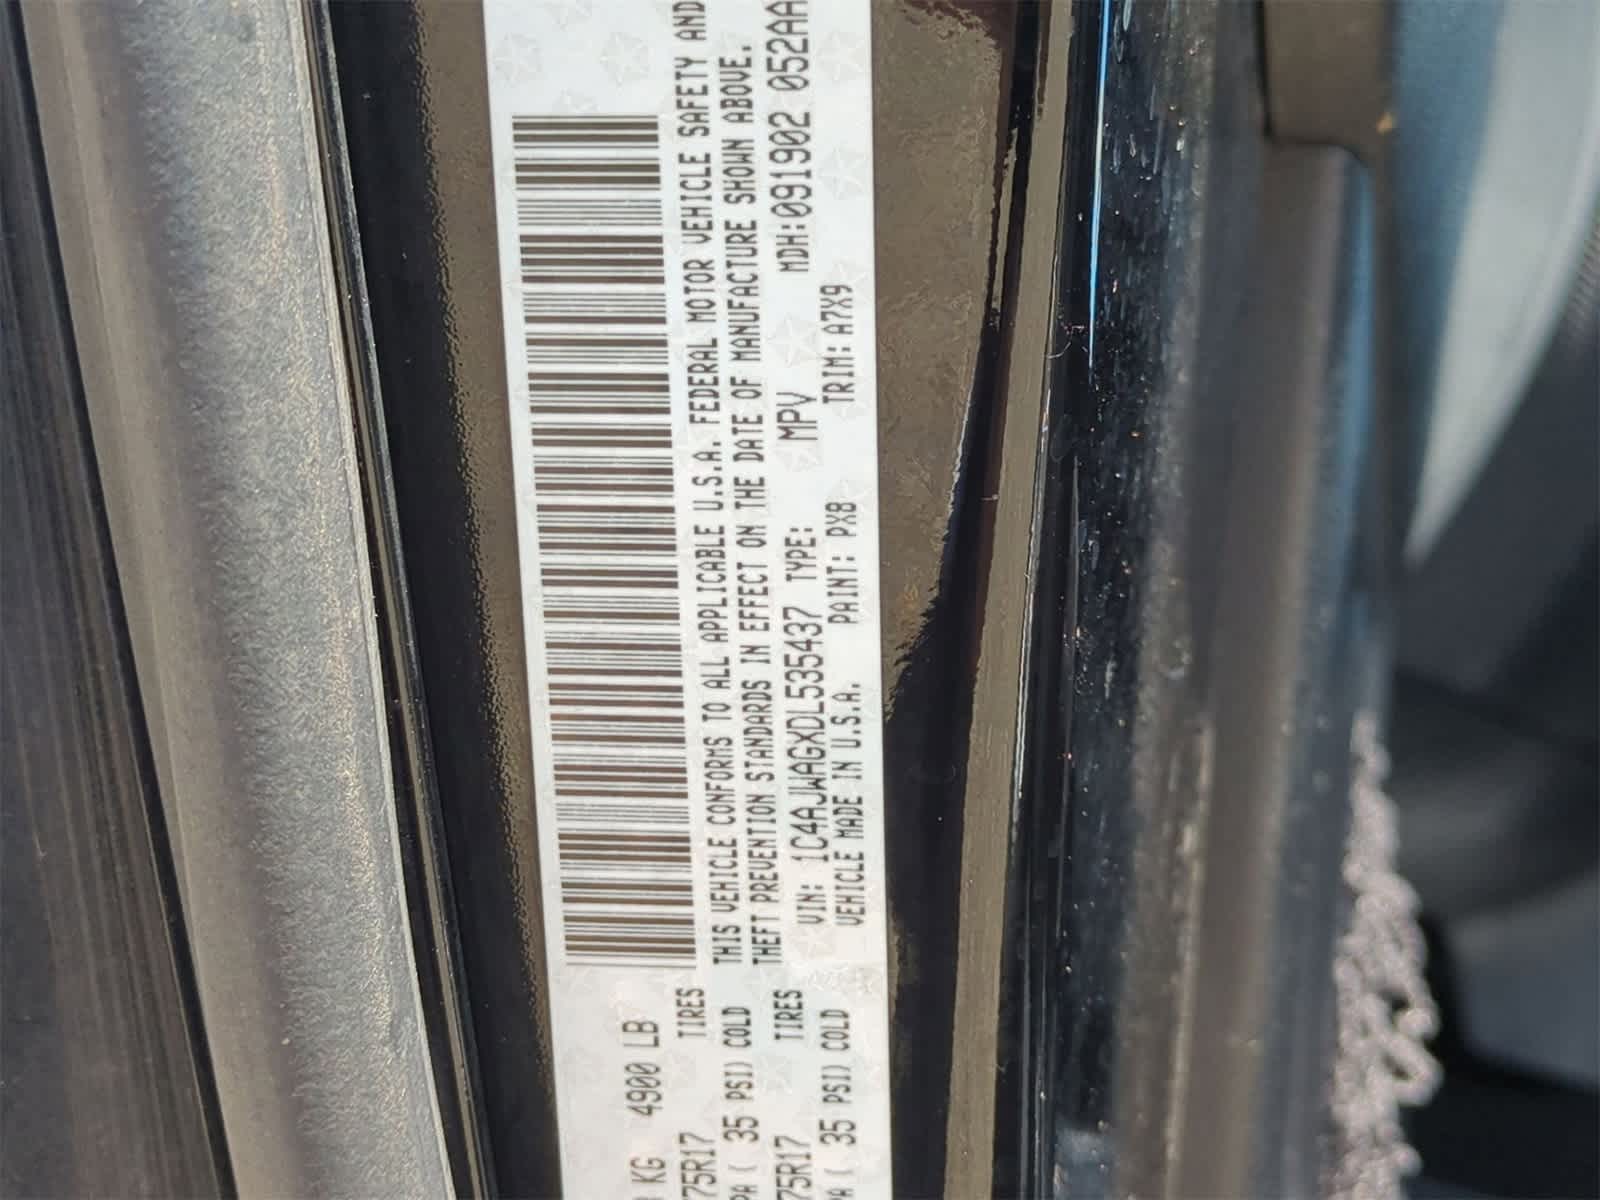 KG 4900 LB
75R17 TIRES
PA ( 35 PSI) COLD
75R17 TIRES
PA ( 35 PSI) COLD
THIS VEHICLE CONFORMS TO ALL APPLICABLE U.S.A. FEDERAL MOTOR VEHICLE SAFETY AND
THEFT PREVENTION STANDARDS IN EFFECT ON THE DATE OF MANUFACTURE SHOWN ABOVE.
VIN: 1C4AJWAGXDL535437 TYPE: MPV MDH:091902 052AA
VEHICLE MADE IN U.S.A. PAINT: PX8 TRIM: A7X9